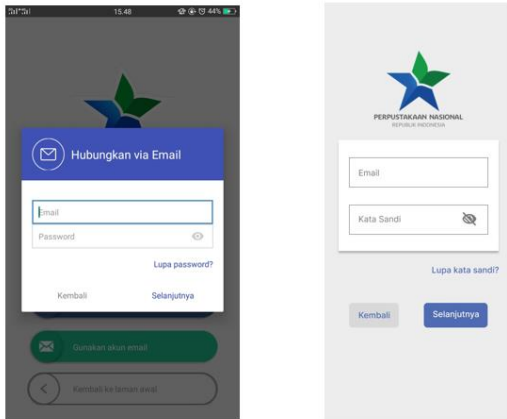 15.48
44%
Hubungkan via Email
Email
Password
Lupa password?
Kembali
Selanjutnya
Gunakan akun email
Kembali ke laman awal
PERPUSTAKAAN NASIONAL
REPUBLIK INDONESIA
Email
Kata Sandi
Lupa kata sandi?
Kembali
Selanjutnya